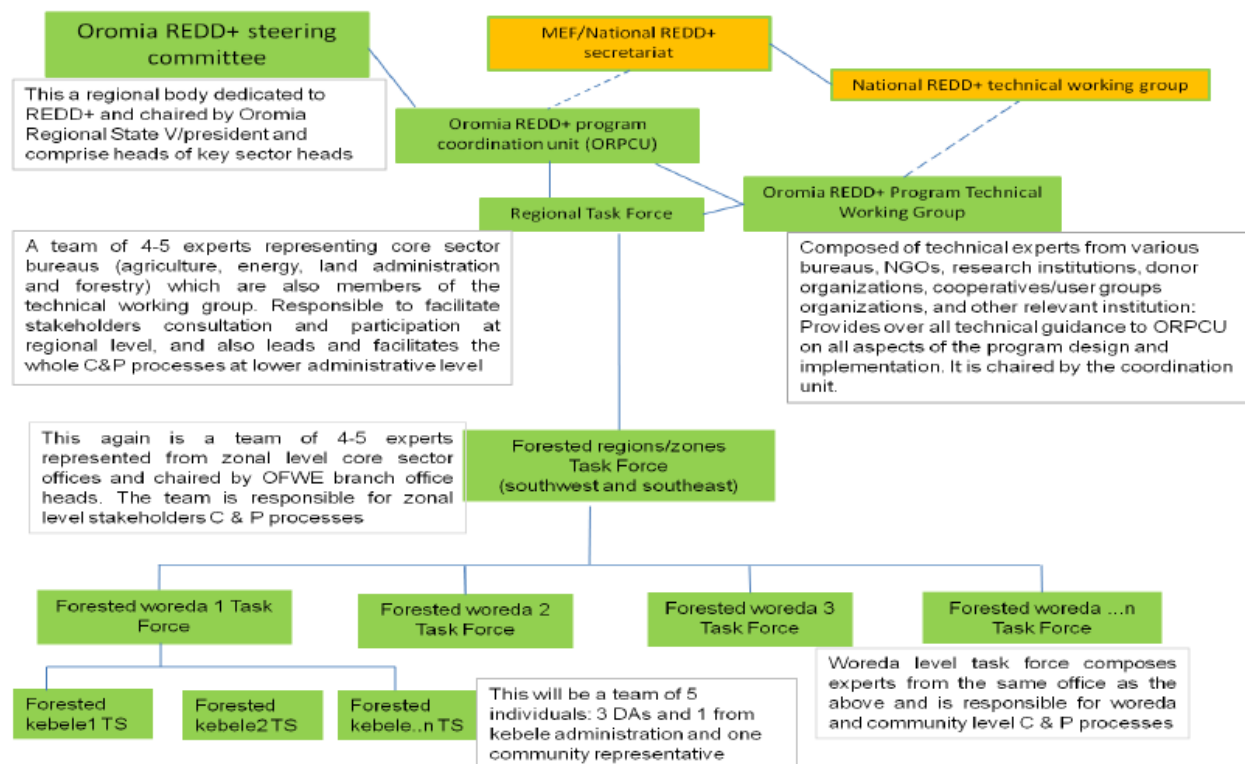 Oromia REDD+ steering
committee
This a regional body dedicated to
REDD+ and chaired by Oromia
Regional State V/president and
comprise heads of key sector heads
MEF/National REDD+
secretariat
National REDD+ technical working group
Oromia REDD+ program
coordination unit (ORPCU)
Regional Task Force
Oromia REDD+ Program Technical
Working Group
A team of 4-5 experts representing core sector
bureaus (agriculture, energy, land administration
and forestry) which are also members of the
technical working group. Responsible to facilitate
stakeholders consultation and participation at
regional level, and also leads and facilitates the
whole C&P processes at lower administrative level
Composed of technical experts from various
bureaus, NGOs, research institutions, donor
organizations, cooperatives/user groups
organizations, and other relevant institution:
Provides over all technical guidance to ORPCU
on all aspects of the program design and
implementation. It is chaired by the coordination
unit.
This again is a team of 4-5 experts
represented from zonal level core sector
offices and chaired by OFWE branch office
heads. The team is responsible for zonal
level stakeholders C & P processes
Forested regions/zones
Task Force
(southwest and southeast)
Forested woreda 1 Task
Force
Forested woreda 2
Task Force
Forested woreda 3
Task Force
Forested woreda ...n
Task Force
Forested
kebele1 TS
Forested
kebele2 TS
Forested
kebele..n TS
This will be a team of 5
individuals: 3 DAs and 1 from
kebele administration and one
community representative
Woreda level task force composes
experts from the same office as the
above and is responsible for woreda
and community level C & P processes